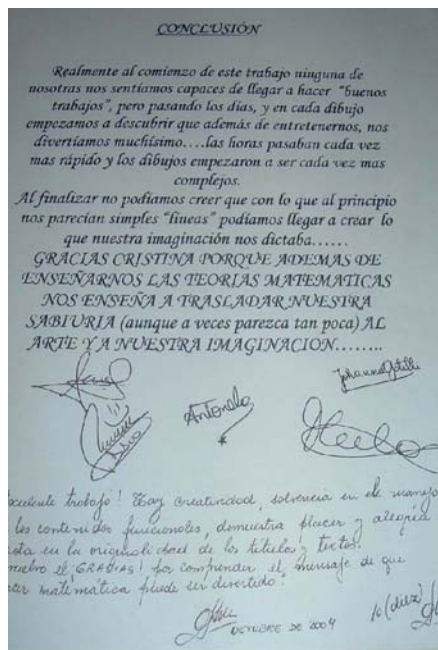 CONCLUSIÓN
Realmente al comienzo de este trabajo ninguna de
nosotras nos sentíamos capaces de llegar a hacer "buenos
trabajos", pero pasando los días, y en cada dibujo
empezamos a descubrir que además de entretenernos, nos
divertíamos muchísimo....las horas pasaban cada vez
mas rápido y los dibujos empezaron a ser cada vez mas
complejos.
Al finalizar no podíamos creer que con lo que al principio
nos parecían simples "líneas" podíamos llegar a crear lo
que nuestra imaginación nos dictaba......
GRACIAS CRISTINA PORQUE ADEMAS DE
ENSEÑARNOS LAS TEORIAS MATEMATICAS
NOS ENSEÑA A TRASLADAR NUESTRA
SABIURIA (aunque a veces parezca tan poca) AL
ARTE Y A NUESTRA IMAGINACION........
Antonella
ocelente trabajo! Hay creatividad, solvencia en el manejo
los contenidos funcionales, demuestra placer y alegría
sta en la originalidad de los títulos y textos.
el GRACIAS! por comprender el mensaje de que
cer matemática puede ser divertido!
OCTUBRE DE 2004
10 (diez)